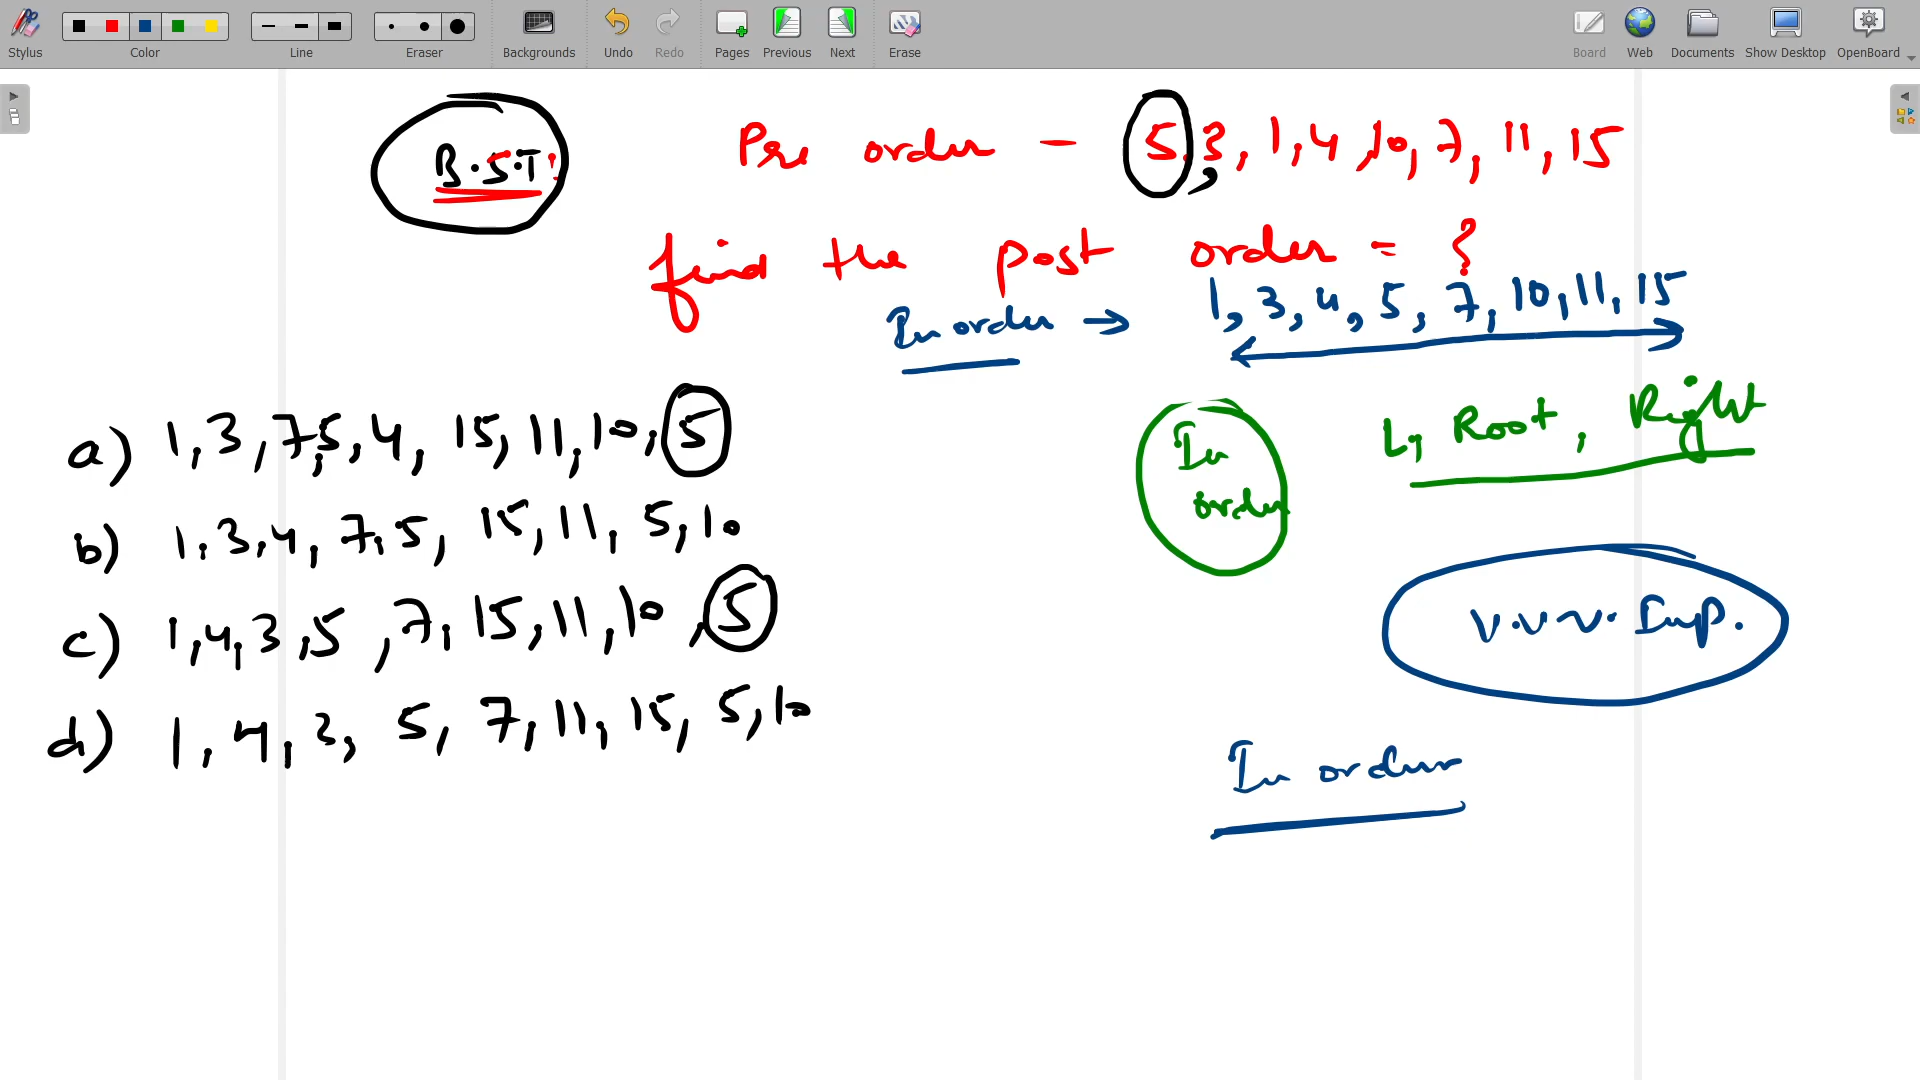 Stylus Color Line Eraser Backgrounds Undo Redo Pages Previous Next Erase Board Web Documents Show Desktop OpenBoard
B.S.T!
Pre order - 5,3,1,4,10,7,11,15
find the post order = ?
In order → 1,3,4,5,7,10,11,15
a) 1,3,7,5,4,15,11,10,5
b) 1,3,4,7,5,15,11,5,10
c) 1,4,3,5,7,15,11,10,5
d) 1,4,3,5,7,11,15,5,10
In order
L, Root, Right
V.V.V. Imp.
In order